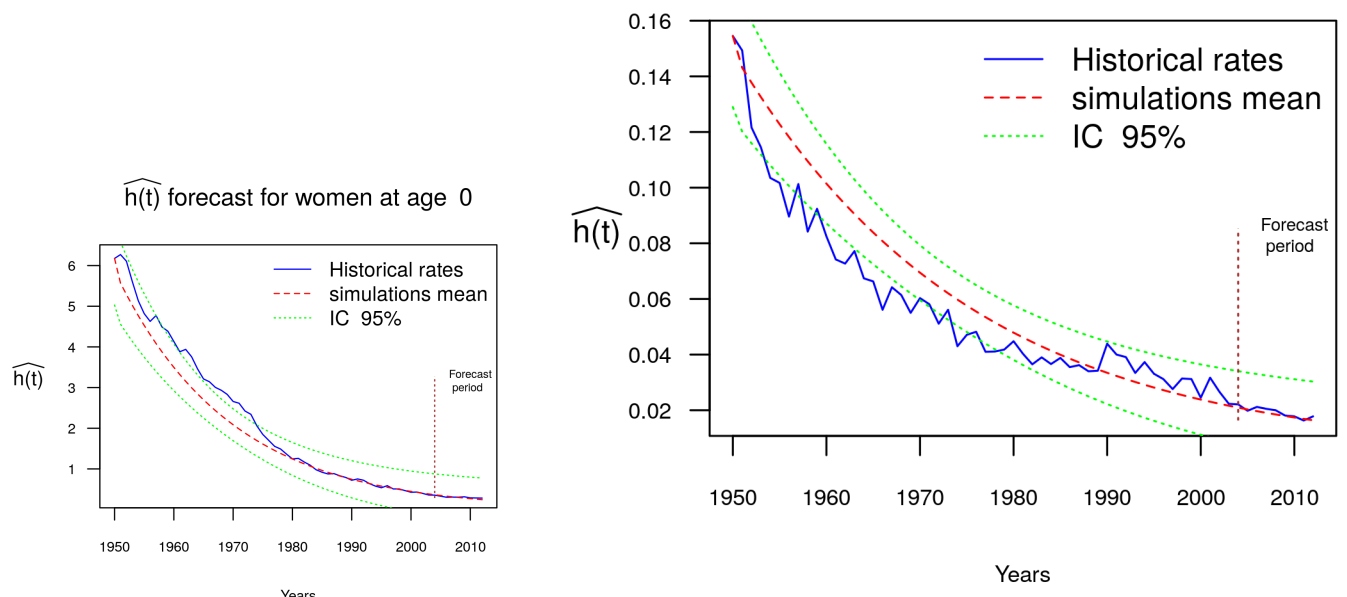 h(t) forecast for women at age 0
Historical rates
simulations mean
IC 95%
6
5
4
3
2
1
h(t)
Forecast
period
1950 1960 1970 1980 1990 2000 2010
Years
0.16
0.14
0.12
0.10
0.08
0.06
0.04
0.02
h(t)
Historical rates
simulations mean
IC 95%
Forecast
period
1950 1960 1970 1980 1990 2000 2010
Years